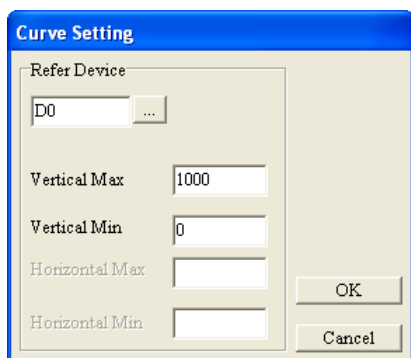 Curve Setting
Refer Device
D0
...
Vertical Max 1000
Vertical Min 0
Horizontal Max
Horizontal Min
OK
Cancel